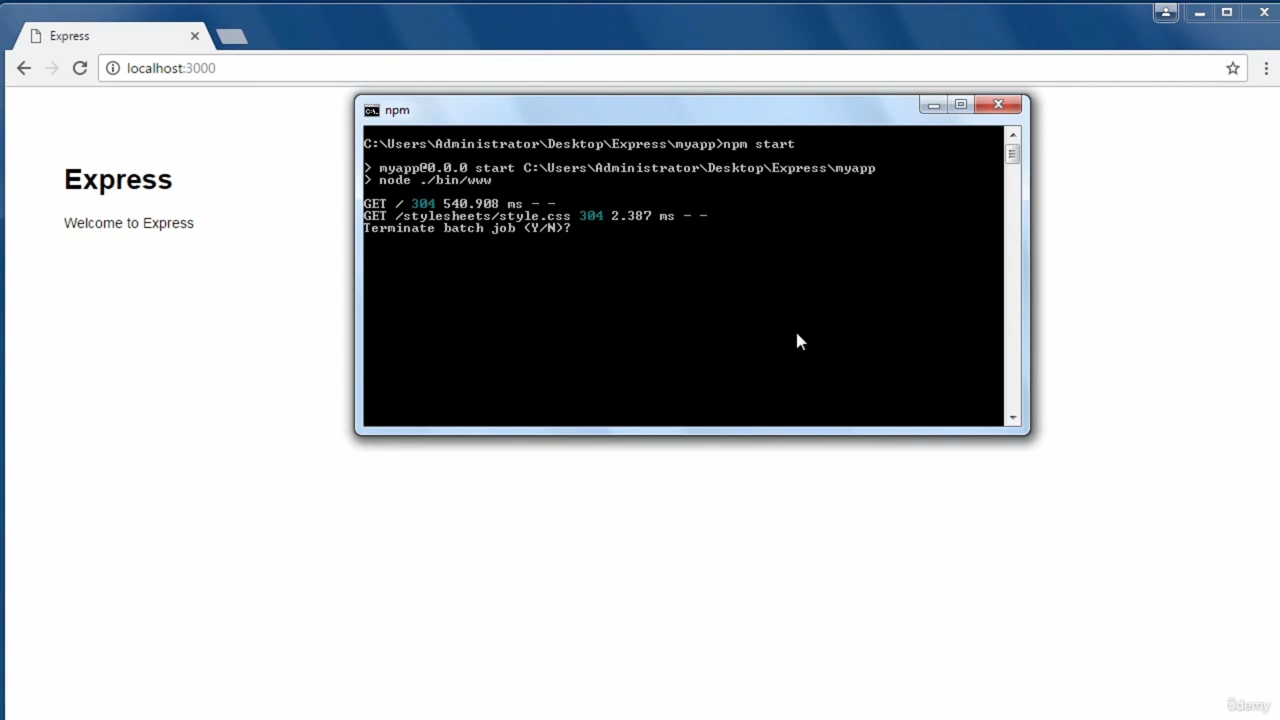 Express
localhost:3000
npm
C:\Users\Administrator\Desktop\Express\myapp>npm start
> myapp@0.0.0 start C:\Users\Administrator\Desktop\Express\myapp
> node ./bin/www
GET / 304 540.908 ms - -
GET /stylesheets/style.css 304 2.387 ms - -
Terminate batch job (Y/N)?
Express
Welcome to Express
ûdemy